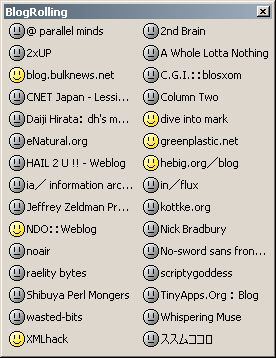 BlogRolling
@ parallel minds
2nd Brain
2xUP
A Whole Lotta Nothing
blog.bulknews.net
C.G.I.::blosxom
CNET Japan - Lessi...
Column Two
Daiji Hirata: dh's m...
dive into mark
eNatural.org
greenplastic.net
HAIL 2 U !! - Weblog
hebig.org／blog
ia／ information arc...
in／flux
Jeffrey Zeldman Pr...
kottke.org
NDO::Weblog
Nick Bradbury
noair
No-sword sans fron...
raelity bytes
scriptygoddess
Shibuya Perl Mongers
TinyApps.Org : Blog
wasted-bits
Whispering Muse
XMLhack
ススムココロ